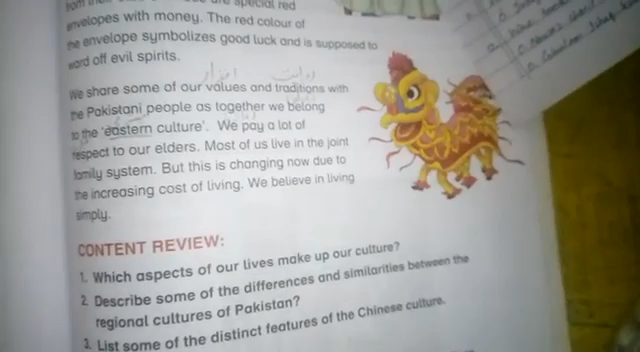 special red
envelopes with money. The red colour of
the envelope symbolizes good luck and is supposed to
ward off evil spirits.
اقدار روایت
We share some of our values and traditions with
the Pakistani people as together we belong
to the 'eastern culture'. We pay a lot of
respect to our elders. Most of us live in the joint
family system. But this is changing now due to
the increasing cost of living. We believe in living
simply.
CONTENT REVIEW:
1. Which aspects of our lives make up our culture?
2. Describe some of the differences and similarities between the
regional cultures of Pakistan?
3. List some of the distinct features of the Chinese culture.